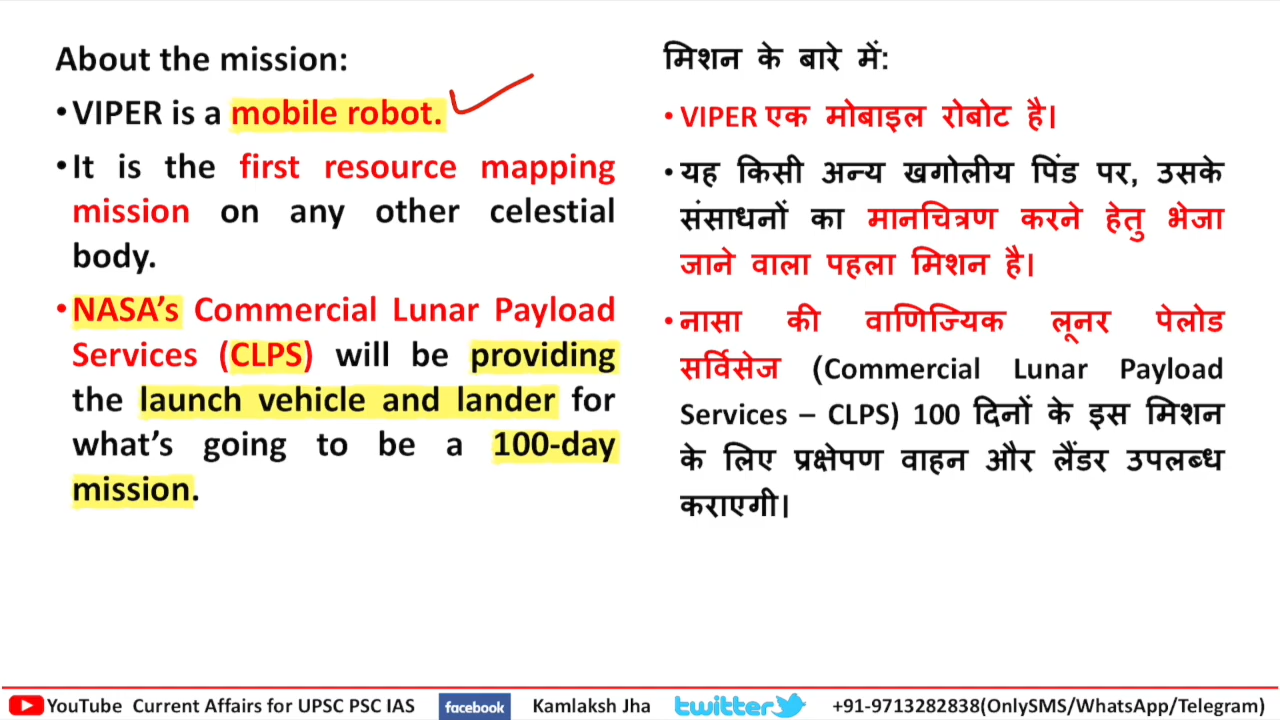 About the mission:
•VIPER is a mobile robot.
•It is the first resource mapping
mission on any other celestial
body.
•NASA’s Commercial Lunar Payload
Services (CLPS) will be providing
the launch vehicle and lander for
what’s going to be a 100-day
mission.
मिशन के बारे में:
•VIPER एक मोबाइल रोबोट है।
•यह किसी अन्य खगोलीय पिंड पर, उसके
संसाधनों का मानचित्रण करने हेतु भेजा
जाने वाला पहला मिशन है।
•नासा की वाणिज्यिक लूनर पेलोड
सर्विसेज (Commercial Lunar Payload
Services – CLPS) 100 दिनों के इस मिशन
के लिए प्रक्षेपण वाहन और लैंडर उपलब्ध
कराएगी।
YouTube Current Affairs for UPSC PSC IAS facebook Kamlaksh Jha twitter +91-9713282838(OnlySMS/WhatsApp/Telegram)